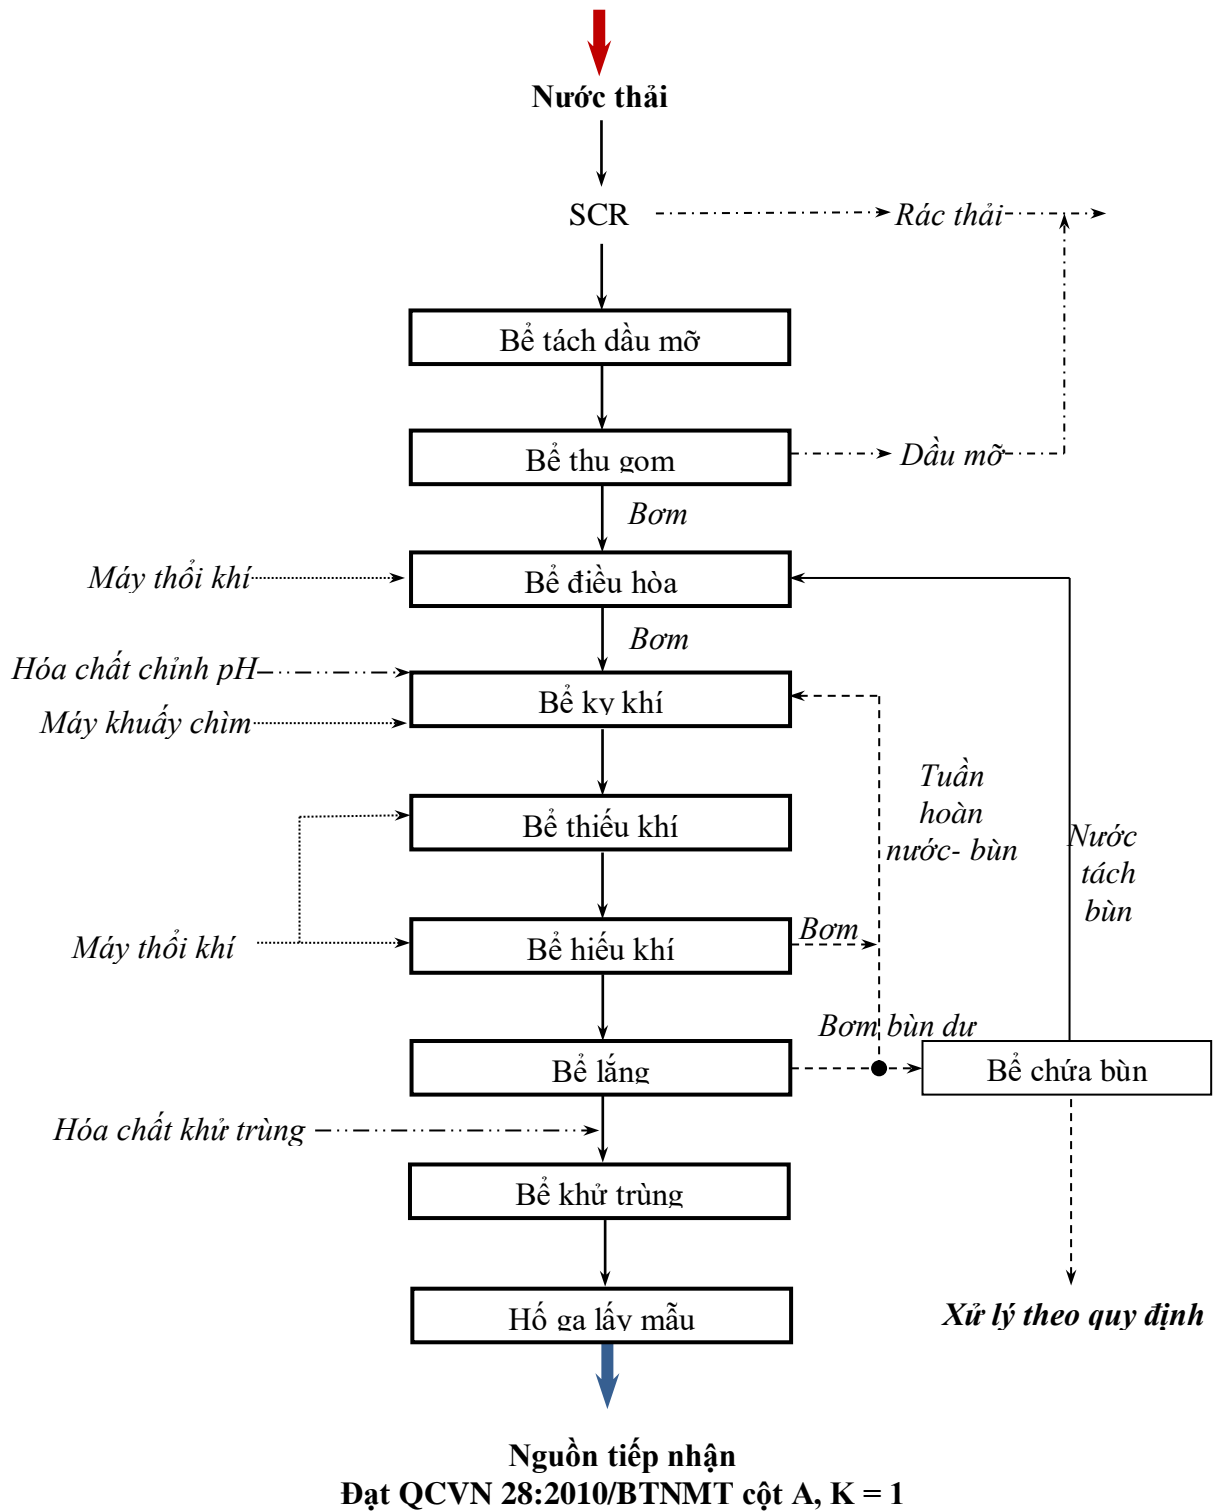 Nước thải
SCR
Rác thải
Bể tách dầu mỡ
Bể thu gom
Dầu mỡ
Bơm
Máy thổi khí
Bể điều hòa
Bơm
Hóa chất chỉnh pH
Bể kỵ khí
Máy khuấy chìm
Tuần
hoàn
nước- bùn
Nước
tách
bùn
Bể thiếu khí
Máy thổi khí
Bể hiếu khí
Bơm
Bơm bùn dư
Bể lắng
Bể chứa bùn
Hóa chất khử trùng
Bể khử trùng
Hố ga lấy mẫu
Xử lý theo quy định
Nguồn tiếp nhận
Đạt QCVN 28:2010/BTNMT cột A, K = 1